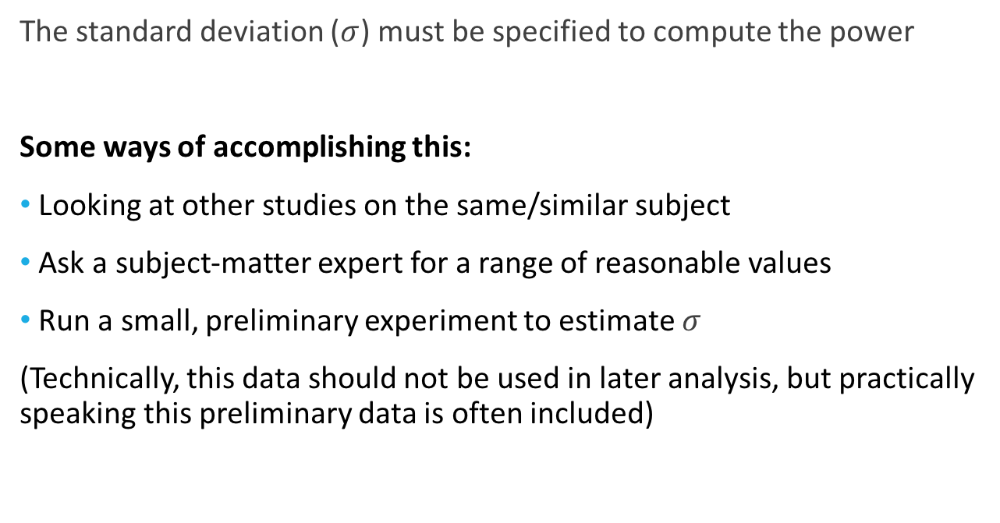 The standard deviation (σ) must be specified to compute the power
Some ways of accomplishing this:
• Looking at other studies on the same/similar subject
• Ask a subject-matter expert for a range of reasonable values
• Run a small, preliminary experiment to estimate σ
(Technically, this data should not be used in later analysis, but practically
speaking this preliminary data is often included)